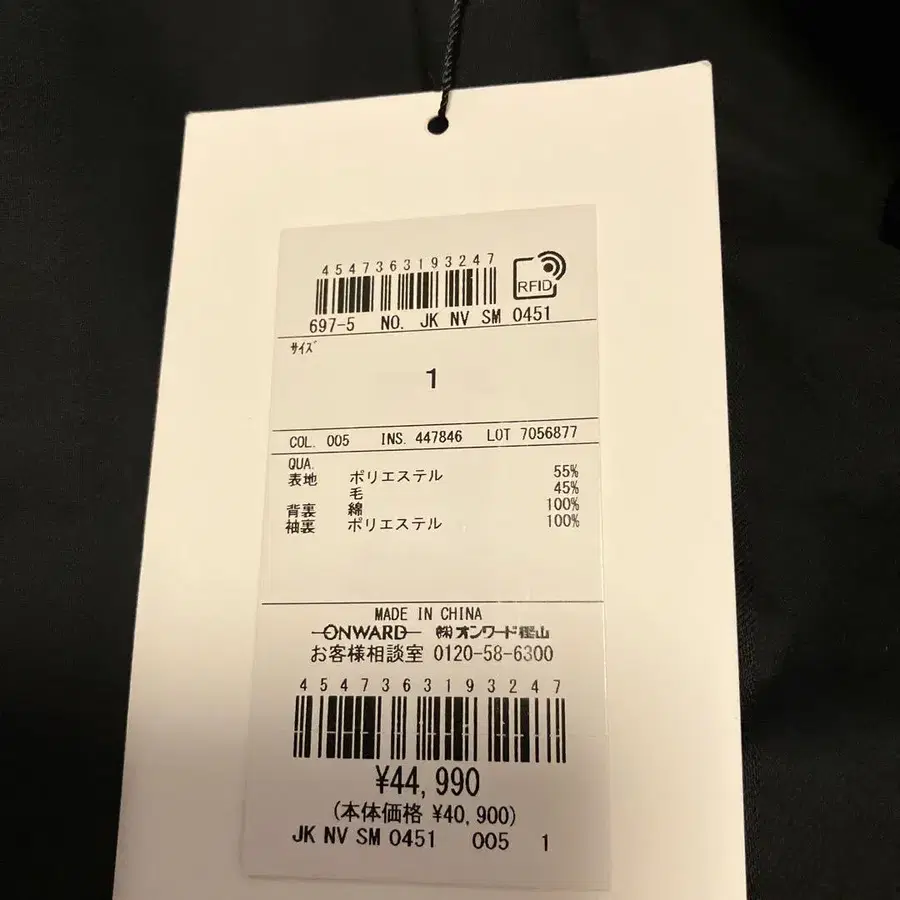 4547363193247
RFID
697-5 NO. JK NV SM 0451
ｻｲｽﾞ
1
COL. 005 INS. 447846 LOT 7056877
QUA.
表地 ポリエステル 55%
毛 45%
背裏 綿 100%
袖裏 ポリエステル 100%
MADE IN CHINA
ONWARD ㈱オンワード樫山
お客様相談室 0120-58-6300
4547363193247
¥44,990
(本体価格 ¥40,900)
JK NV SM 0451 005 1